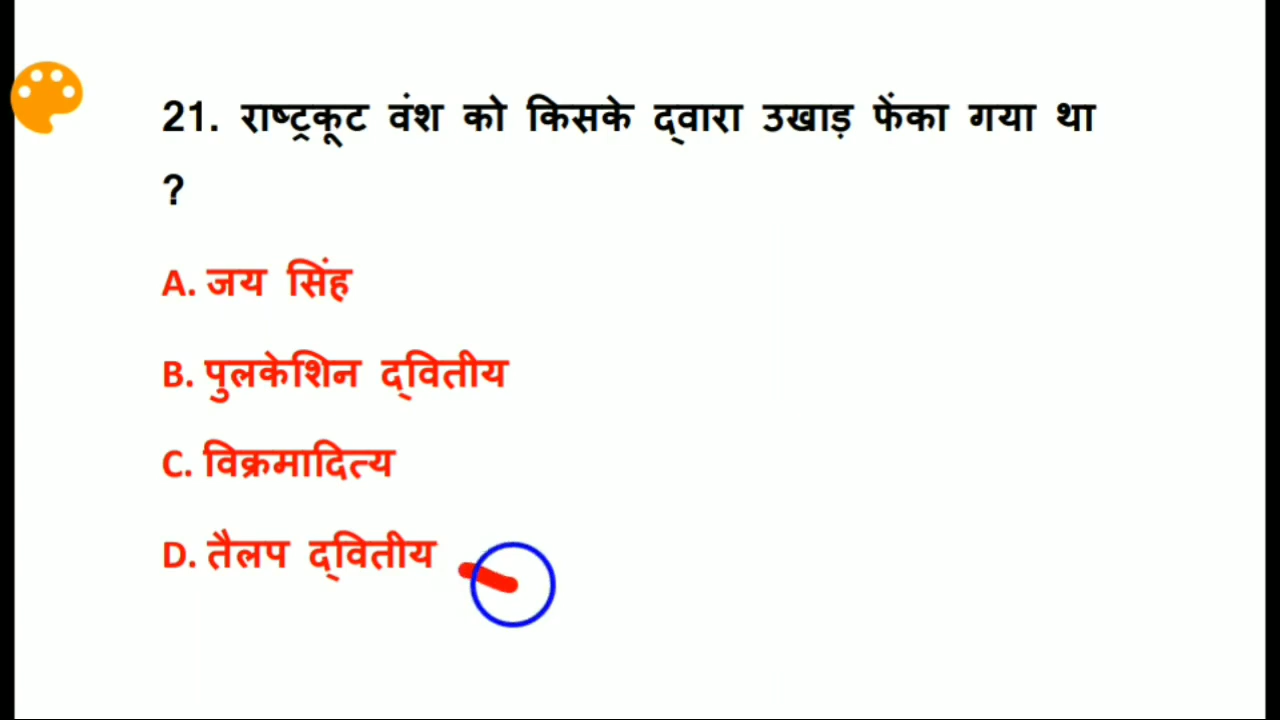 21. राष्ट्रकूट वंश को किसके द्वारा उखाड़ फेंका गया था
?
A. जय सिंह
B. पुलकेशिन द्वितीय
C. विक्रमादित्य
D. तैलप द्वितीय